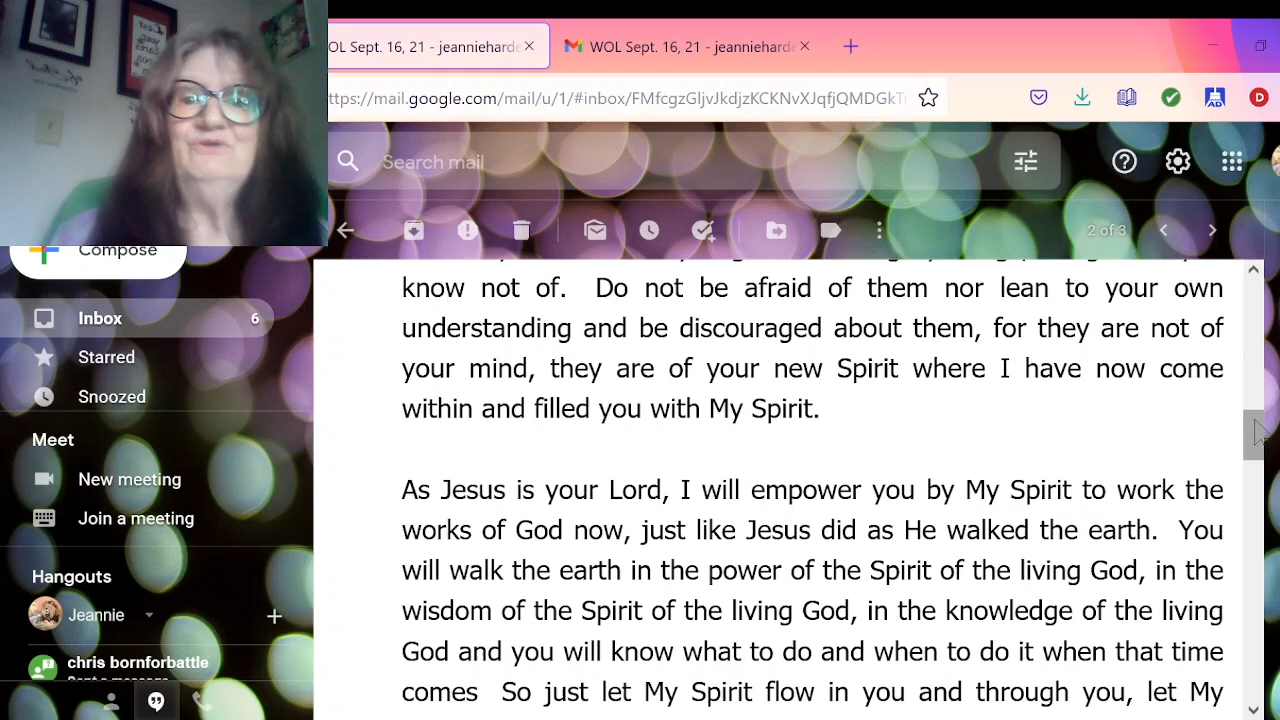 OL Sept. 16, 21 - jeannieharde
WOL Sept. 16, 21 - jeannieharde
ttps://mail.google.com/mail/u/1/#inbox/FMfcgzGljvJkdjzKCKNvXJqfjQMDGkT
AD
D
Search mail
Compose
2 of 3
Inbox 6
Starred
Snoozed
Meet
New meeting
Join a meeting
Hangouts
Jeannie
chris bornforbattle
know not of. Do not be afraid of them nor lean to your own
understanding and be discouraged about them, for they are not of
your mind, they are of your new Spirit where I have now come
within and filled you with My Spirit.
As Jesus is your Lord, I will empower you by My Spirit to work the
works of God now, just like Jesus did as He walked the earth. You
will walk the earth in the power of the Spirit of the living God, in the
wisdom of the Spirit of the living God, in the knowledge of the living
God and you will know what to do and when to do it when that time
comes So just let My Spirit flow in you and through you, let My